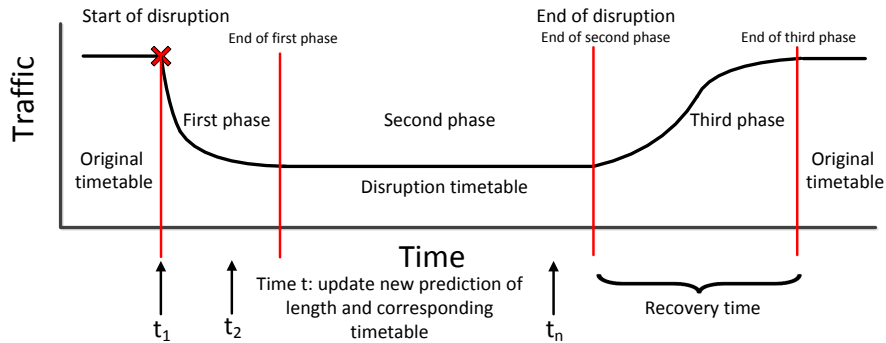 Start of disruption
End of disruption
End of first phase
End of second phase
End of third phase
Traffic
First phase
Second phase
Third phase
Original
timetable
Disruption timetable
Original
timetable
Time
Time t: update new prediction of
length and corresponding
timetable
Recovery time
t1
t2
tn